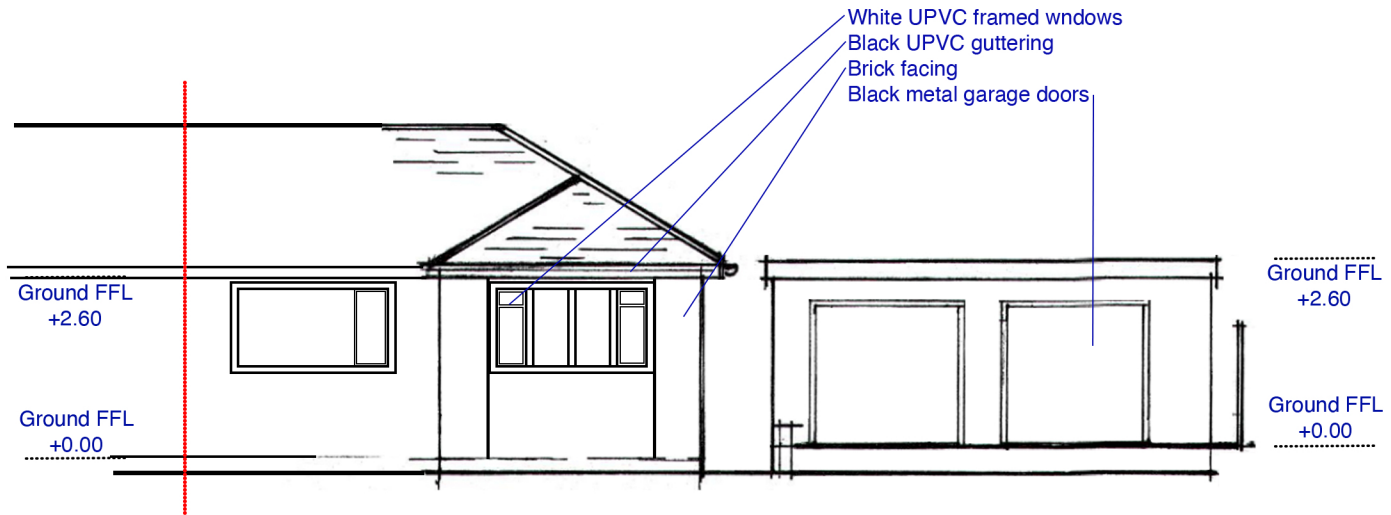 White UPVC framed wndows
Black UPVC guttering
Brick facing
Black metal garage doors
Ground FFL
+2.60
Ground FFL
+2.60
Ground FFL
+0.00
Ground FFL
+0.00